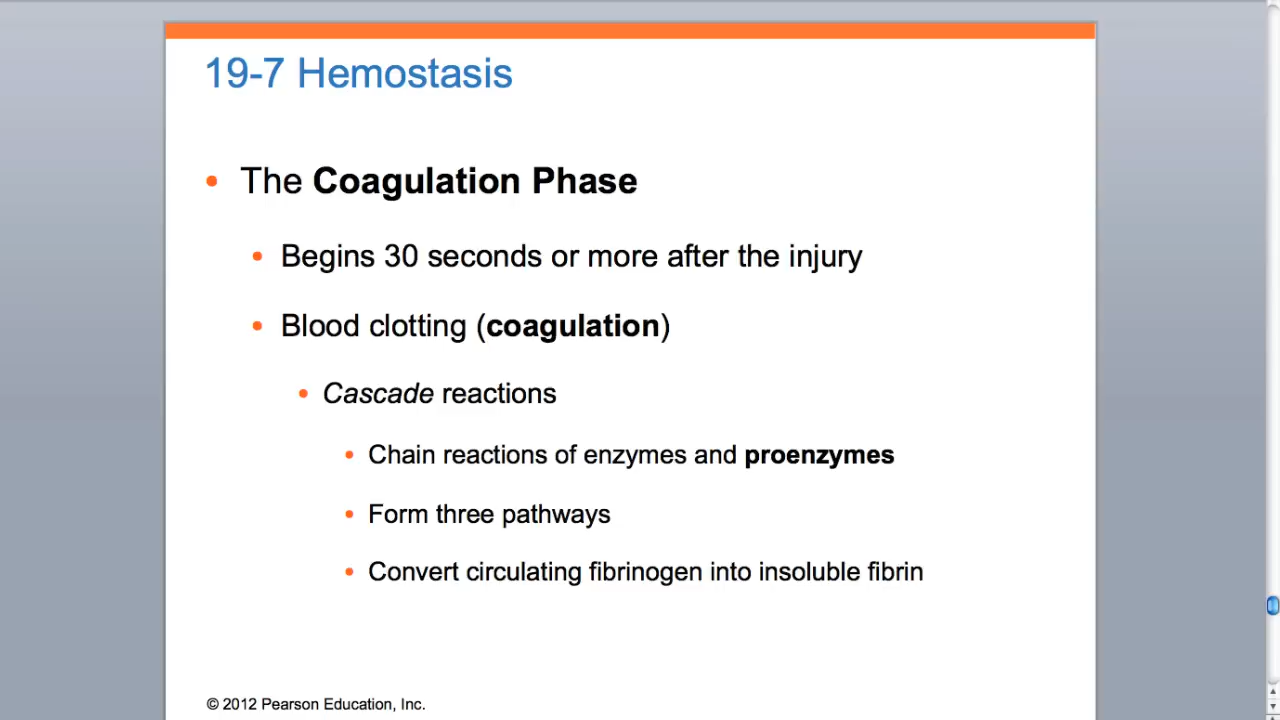 19-7 Hemostasis
• The Coagulation Phase
• Begins 30 seconds or more after the injury
• Blood clotting (coagulation)
• Cascade reactions
• Chain reactions of enzymes and proenzymes
• Form three pathways
• Convert circulating fibrinogen into insoluble fibrin
© 2012 Pearson Education, Inc.